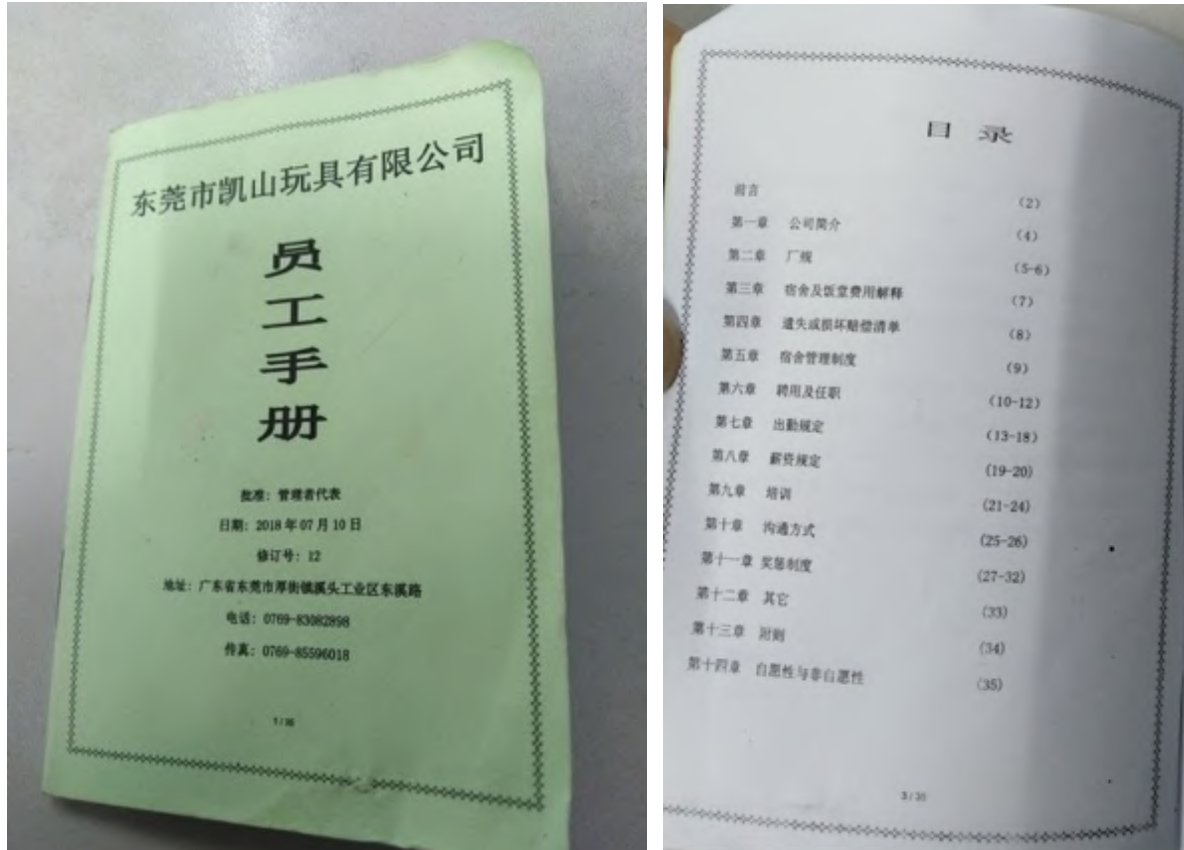 东莞市凯山玩具有限公司
员
工
手
册
批准：管理者代表
日期：2018年07月10日
修订号：12
地址：广东省东莞市厚街镇溪头工业区东溪路
电话：0769-83082898
传真：0769-85596018
1/35
目 录
前言 (2)
第一章 公司简介 (4)
第二章 厂规 (5-6)
第三章 宿舍及饭堂费用解释 (7)
第四章 遗失或损坏赔偿清单 (8)
第五章 宿舍管理制度 (9)
第六章 聘用及任职 (10-12)
第七章 出勤规定 (13-18)
第八章 薪资规定 (19-20)
第九章 培训 (21-24)
第十章 沟通方式 (25-26)
第十一章 奖惩制度 (27-32)
第十二章 其它 (33)
第十三章 附则 (34)
第十四章 自愿性与非自愿性 (35)
3/35